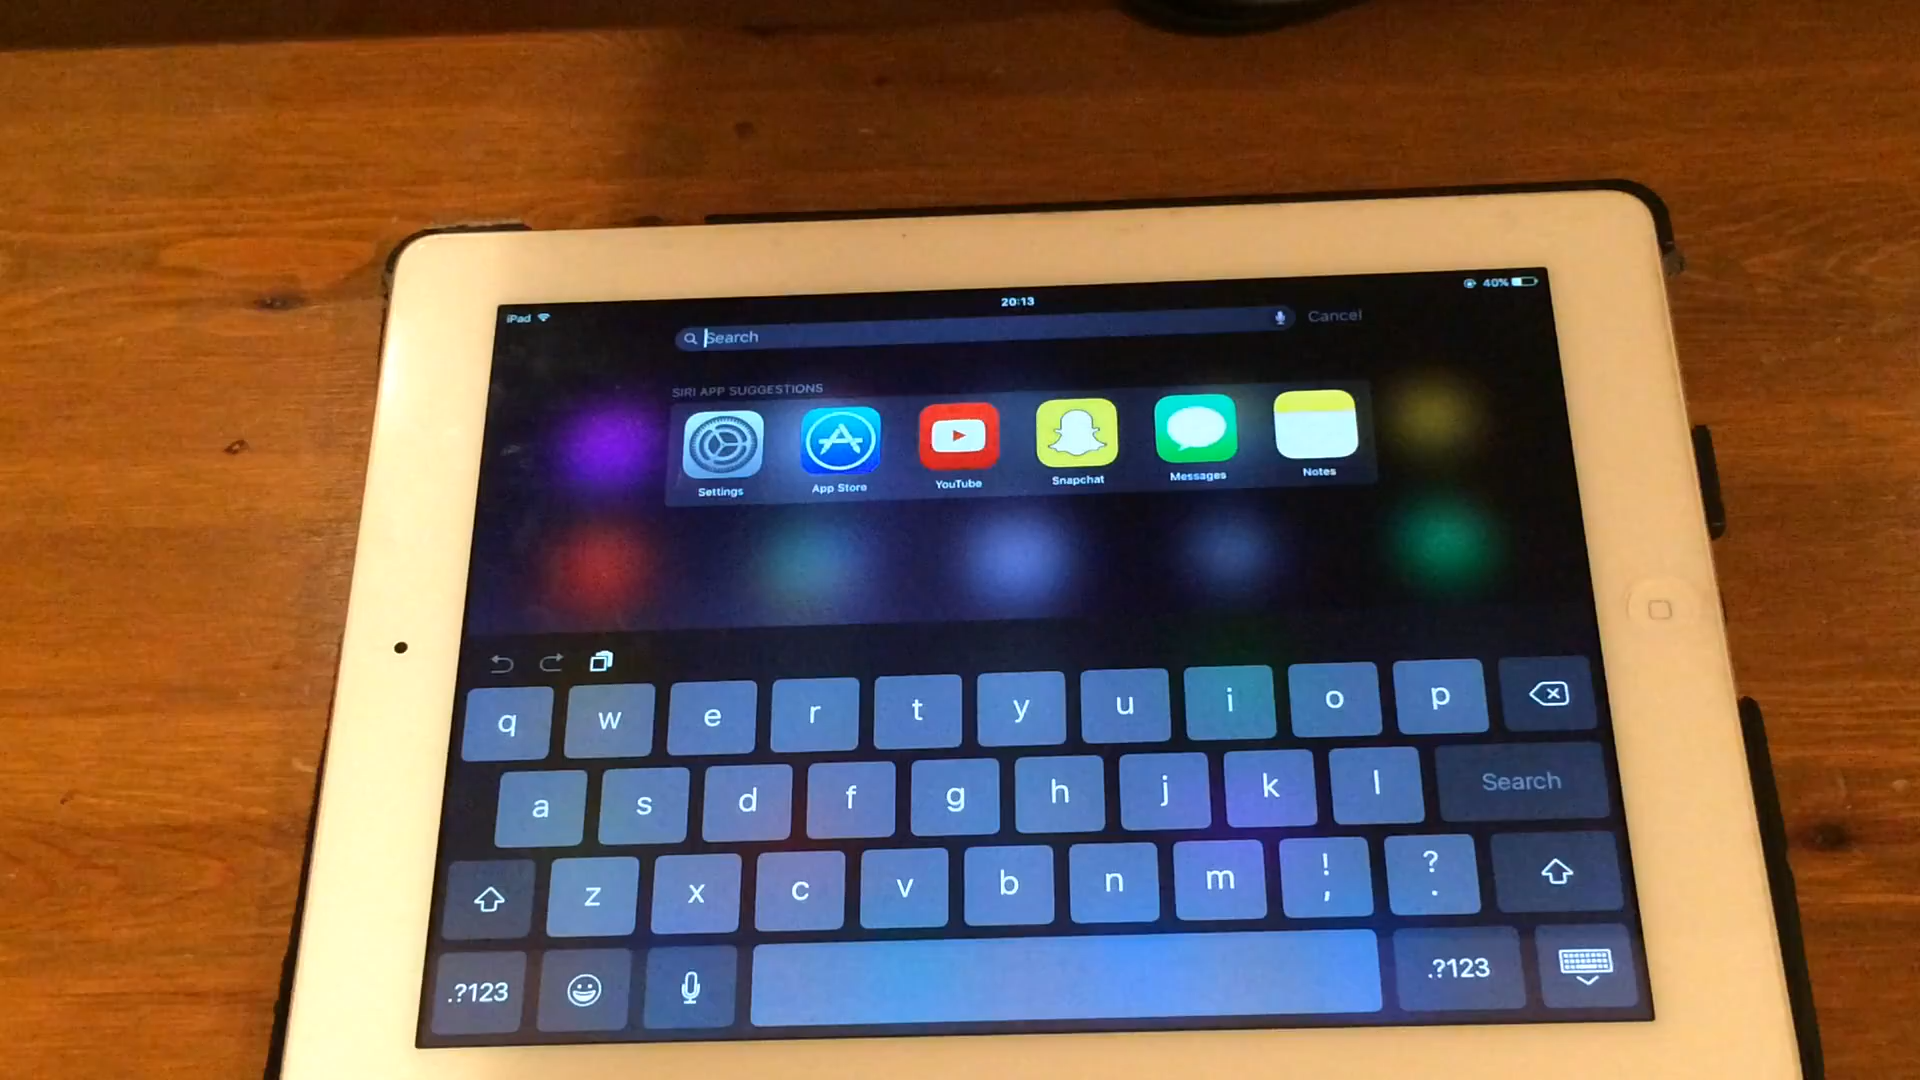 iPad 20:13 40%
Search Cancel
SIRI APP SUGGESTIONS
Settings App Store YouTube Snapchat Messages Notes
q w e r t y u i o p
a s d f g h j k l Search
z x c v b n m ! , ? .
.?123 .?123